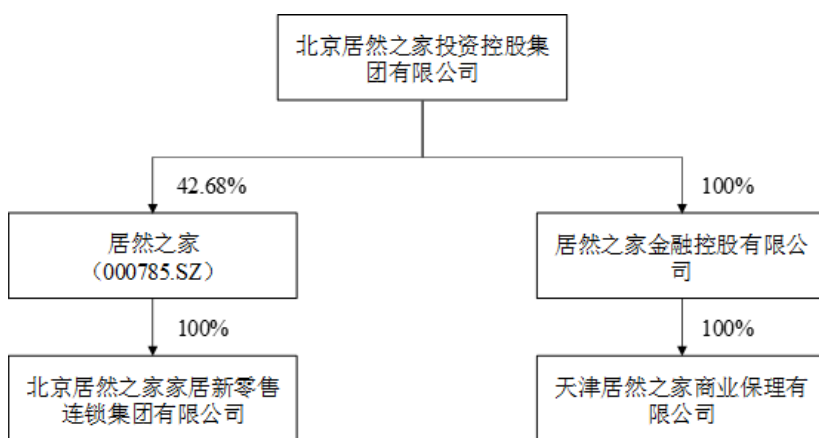 北京居然之家投资控股集
团有限公司
42.68%
100%
居然之家
（000785.SZ）
居然之家金融控股有限公
司
100%
100%
北京居然之家家居新零售
连锁集团有限公司
天津居然之家商业保理有
限公司